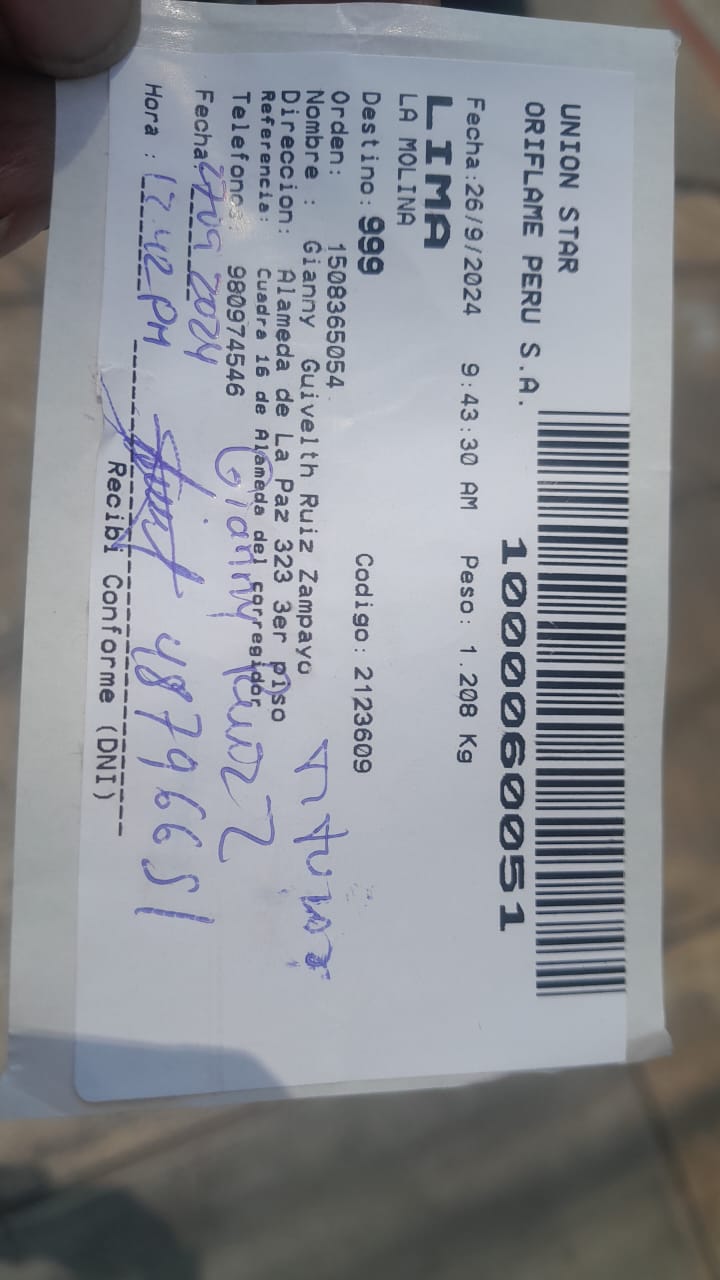 UNION STAR
ORIFLAME PERU S.A.
1000060051
Fecha:26/9/2024 9:43:30 AM Peso: 1.208 Kg
LIMA
LA MOLINA
Destino: 999 Codigo: 2123609
Orden: 1508365054
Nombre : Gianny Guivelth Ruiz Zampayo
Direccion: Alameda de La Paz 323 3er piso
Referencia: Cuadra 16 de Alameda del corregidor
Telefono: 980974546
Gianny Ruiz Z
Fecha 27 09 2024
Hora : 12:42 PM 48796651
Recibi Conforme (DNI)